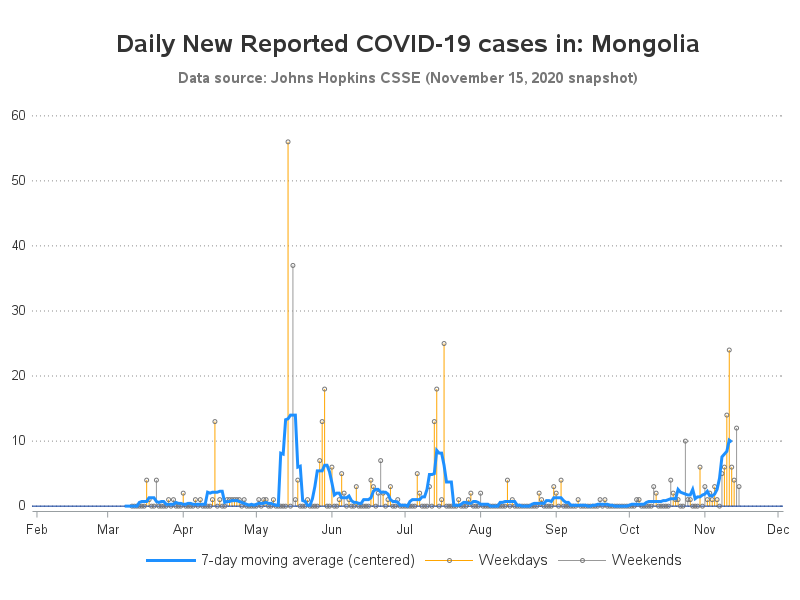 Daily New Reported COVID-19 cases in: Mongolia
Data source: Johns Hopkins CSSE (November 15, 2020 snapshot)
60
50
40
30
20
10
0
Feb Mar Apr May Jun Jul Aug Sep Oct Nov Dec
7-day moving average (centered) Weekdays Weekends